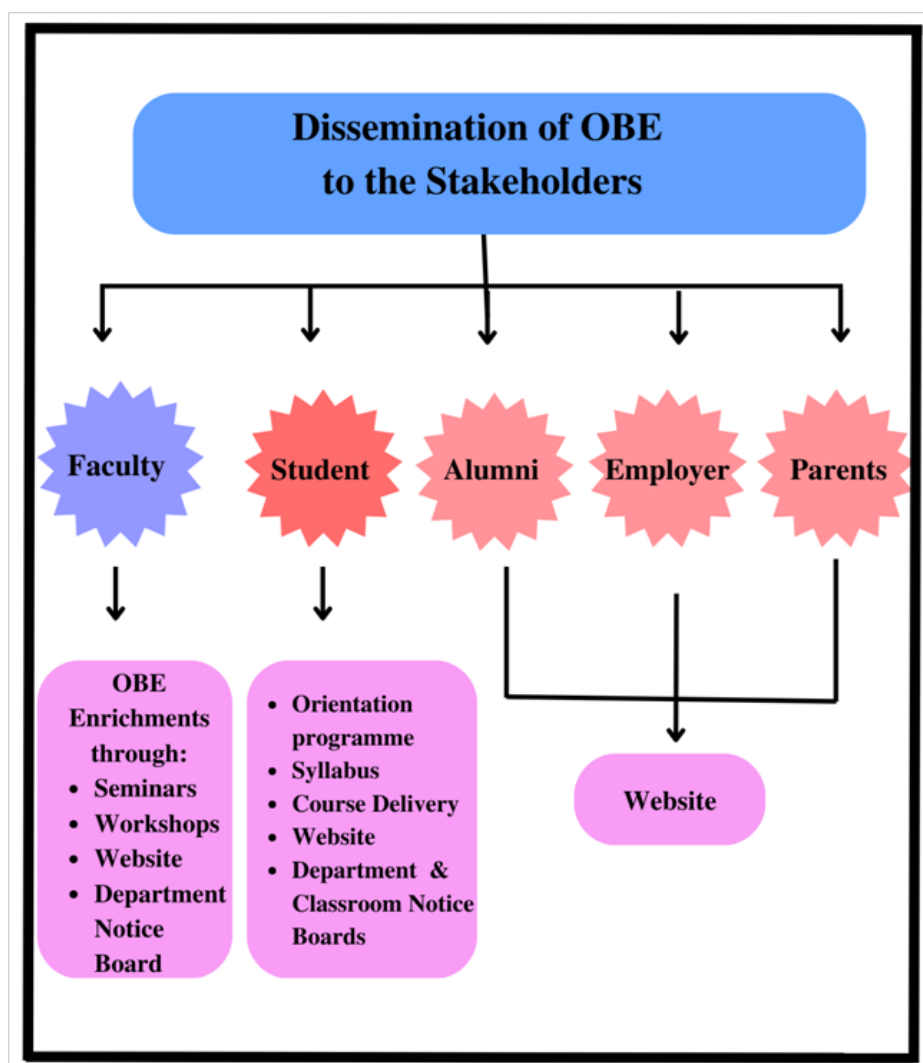 Dissemination of OBE
to the Stakeholders
Faculty
Student
Alumni
Employer
Parents
OBE
Enrichments
through:
• Seminars
• Workshops
• Website
• Department
Notice
Board
• Orientation
programme
• Syllabus
• Course Delivery
• Website
• Department &
Classroom Notice
Boards
Website